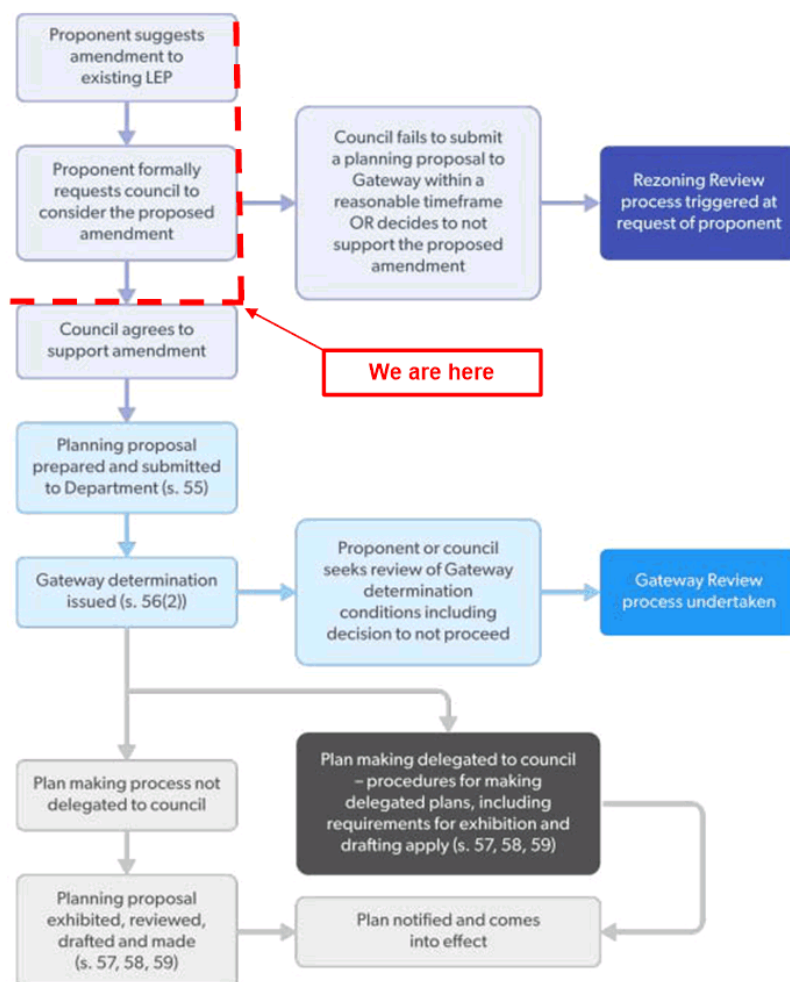 Proponent suggests
amendment to
existing LEP
Proponent formally
requests council to
consider the proposed
amendment
Council fails to submit
a planning proposal to
Gateway within a
reasonable timeframe
OR decides to not
support the proposed
amendment
Rezoning Review
process triggered at
request of proponent
Council agrees to
support amendment
We are here
Planning proposal
prepared and submitted
to Department (s. 55)
Gateway determination
issued (s. 56(2))
Proponent or council
seeks review of Gateway
determination
conditions including
decision to not proceed
Gateway Review
process undertaken
Plan making process not
delegated to council
Plan making delegated to council
– procedures for making
delegated plans, including
requirements for exhibition and
drafting apply (s. 57, 58, 59)
Planning proposal
exhibited, reviewed,
drafted and made
(s. 57, 58, 59)
Plan notified and comes
into effect